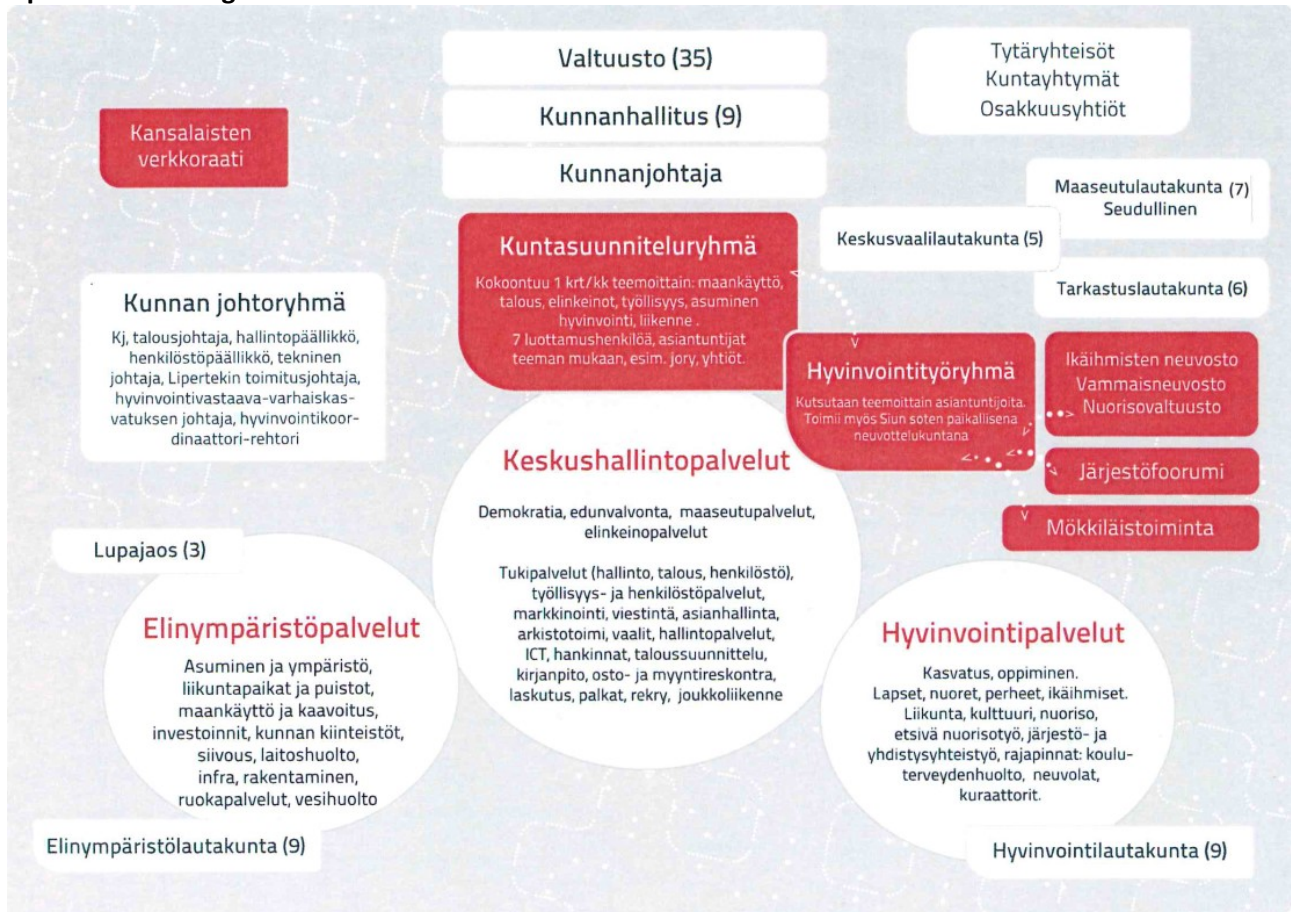 Valtuusto (35)
Kunnanhallitus (9)
Kunnanjohtaja
Tytäryhteisöt
Kuntayhtymät
Osakkuusyhtiöt
Kansalaisten
verkkoraati
Maaseutulautakunta (7)
Seudullinen
Keskusvaalilautakunta (5)
Tarkastuslautakunta (6)
Kuntasuunniteluryhmä
Kokoontuu 1 krt/kk teemoittain: maankäyttö,
talous, elinkeinot, työllisyys, asuminen
hyvinvointi, liikenne .
7 luottamushenkilöä, asiantuntijat
teeman mukaan, esim. jory, yhtiöt.
Kunnan johtoryhmä
Kj, talousjohtaja, hallintopäällikkö,
henkilöstöpäällikkö, tekninen
johtaja, Lipertekin toimitusjohtaja,
hyvinvointivastaava-varhaiskas-
vatuksen johtaja, hyvinvointikoor-
dinaattori-rehtori
Hyvinvointityöryhmä
Kutsutaan teemoittain asiantuntijoita.
Toimii myös Siun soten paikallisena
neuvottelukuntana
Ikäihmisten neuvosto
Vammaisneuvosto
Nuorisovaltuusto
Järjestöfoorumi
Mökkiläistoiminta
Keskushallintopalvelut
Demokratia, edunvalvonta, maaseutupalvelut,
elinkeinopalvelut
Tukipalvelut (hallinto, talous, henkilöstö),
työllisyys- ja henkilöstöpalvelut,
markkinointi, viestintä, asianhallinta,
arkistotoimi, vaalit, hallintopalvelut,
ICT, hankinnat, taloussuunnittelu,
kirjanpito, osto- ja myyntireskontra,
laskutus, palkat, rekry, joukkoliikenne
Lupajaos (3)
Elinympäristöpalvelut
Asuminen ja ympäristö,
liikuntapaikat ja puistot,
maankäyttö ja kaavoitus,
investoinnit, kunnan kiinteistöt,
siivous, laitoshuolto,
infra, rakentaminen,
ruokapalvelut, vesihuolto
Elinympäristölautakunta (9)
Hyvinvointipalvelut
Kasvatus, oppiminen.
Lapset, nuoret, perheet, ikäihmiset.
Liikunta, kulttuuri, nuoriso,
etsivä nuorisotyö, järjestö- ja
yhdistysyhteistyö, rajapinnat: koulu-
terveydenhuolto, neuvolat,
kuraattorit.
Hyvinvointilautakunta (9)